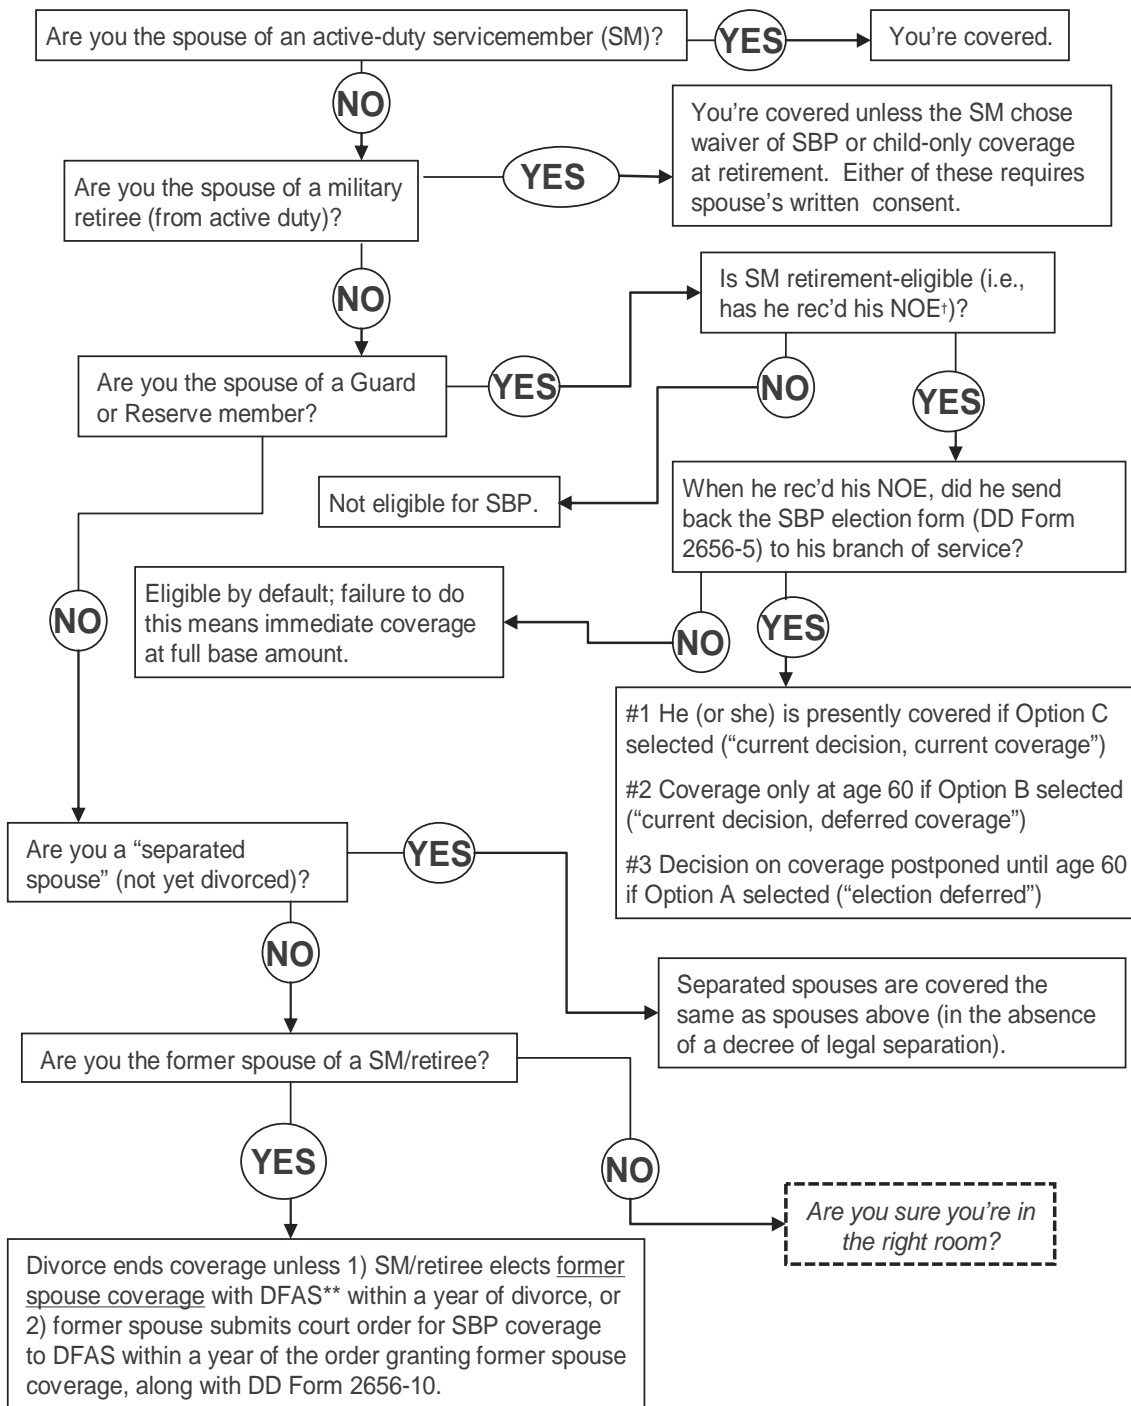 Are you the spouse of an active-duty servicemember (SM)?
YES
You're covered.
NO
You're covered unless the SM chose
waiver of SBP or child-only coverage
at retirement. Either of these requires
spouse's written consent.
Are you the spouse of a military
retiree (from active duty)?
YES
NO
Is SM retirement-eligible (i.e.,
has he rec'd his NOE†)?
Are you the spouse of a Guard
or Reserve member?
YES
NO
YES
Not eligible for SBP.
When he rec'd his NOE, did he send
back the SBP election form (DD Form
2656-5) to his branch of service?
Eligible by default; failure to do
this means immediate coverage
at full base amount.
NO
NO
YES
#1 He (or she) is presently covered if Option C
selected (“current decision, current coverage”)
#2 Coverage only at age 60 if Option B selected
(“current decision, deferred coverage”)
#3 Decision on coverage postponed until age 60
if Option A selected (“election deferred”)
Are you a “separated
spouse” (not yet divorced)?
YES
NO
Separated spouses are covered the
same as spouses above (in the absence
of a decree of legal separation).
Are you the former spouse of a SM/retiree?
YES
NO
Are you sure you're in
the right room?
Divorce ends coverage unless 1) SM/retiree elects former
spouse coverage with DFAS** within a year of divorce, or
2) former spouse submits court order for SBP coverage
to DFAS within a year of the order granting former spouse
coverage, along with DD Form 2656-10.